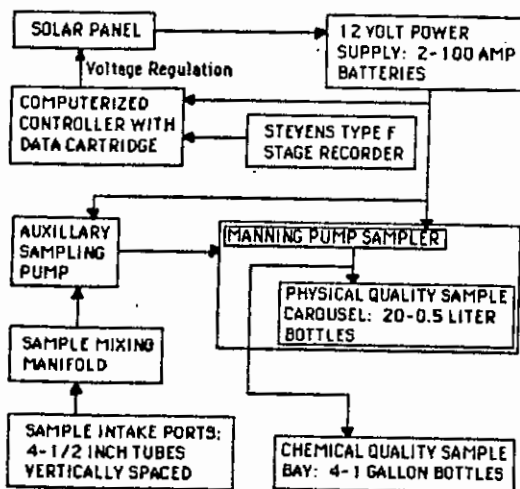 SOLAR PANEL
12 VOLT POWER
SUPPLY: 2-100 AMP
BATTERIES
Voltage Regulation
COMPUTERIZED
CONTROLLER WITH
DATA CARTRIDGE
STEVENS TYPE F
STAGE RECORDER
AUXILLARY
SAMPLING
PUMP
MANNING PUMP SAMPLER
PHYSICAL QUALITY SAMPLE
CAROUSEL: 20-0.5 LITER
BOTTLES
SAMPLE MIXING
MANIFOLD
SAMPLE INTAKE PORTS:
4-1/2 INCH TUBES
VERTICALLY SPACED
CHEMICAL QUALITY SAMPLE
BAY: 4-1 GALLON BOTTLES